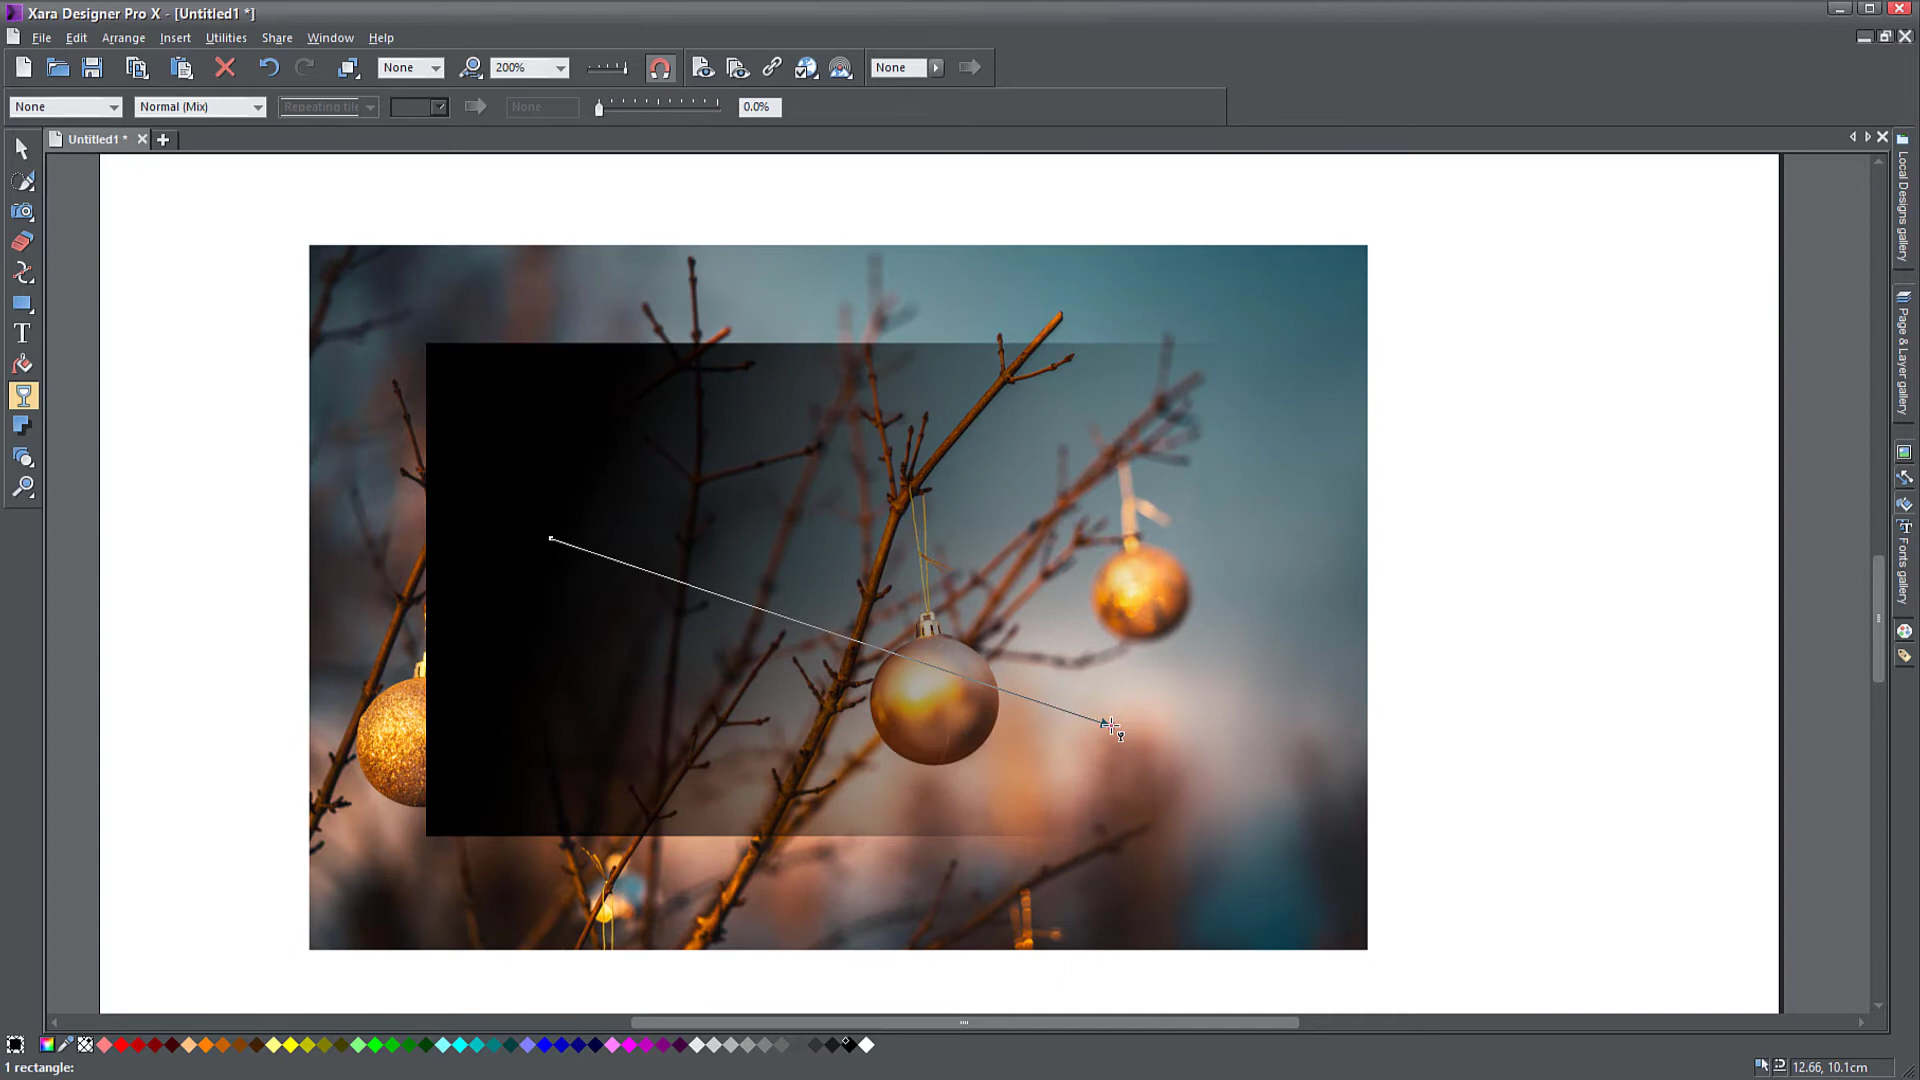 Xara Designer Pro X - [Untitled1 *]
File Edit Arrange Insert Utilities Share Window Help
None 200% None
None Normal (Mix) Repeating tile None 0.0%
Untitled1 *
Local Designs gallery
Page & Layer gallery
Fonts gallery
T
1 rectangle:
12.66, 10.1cm